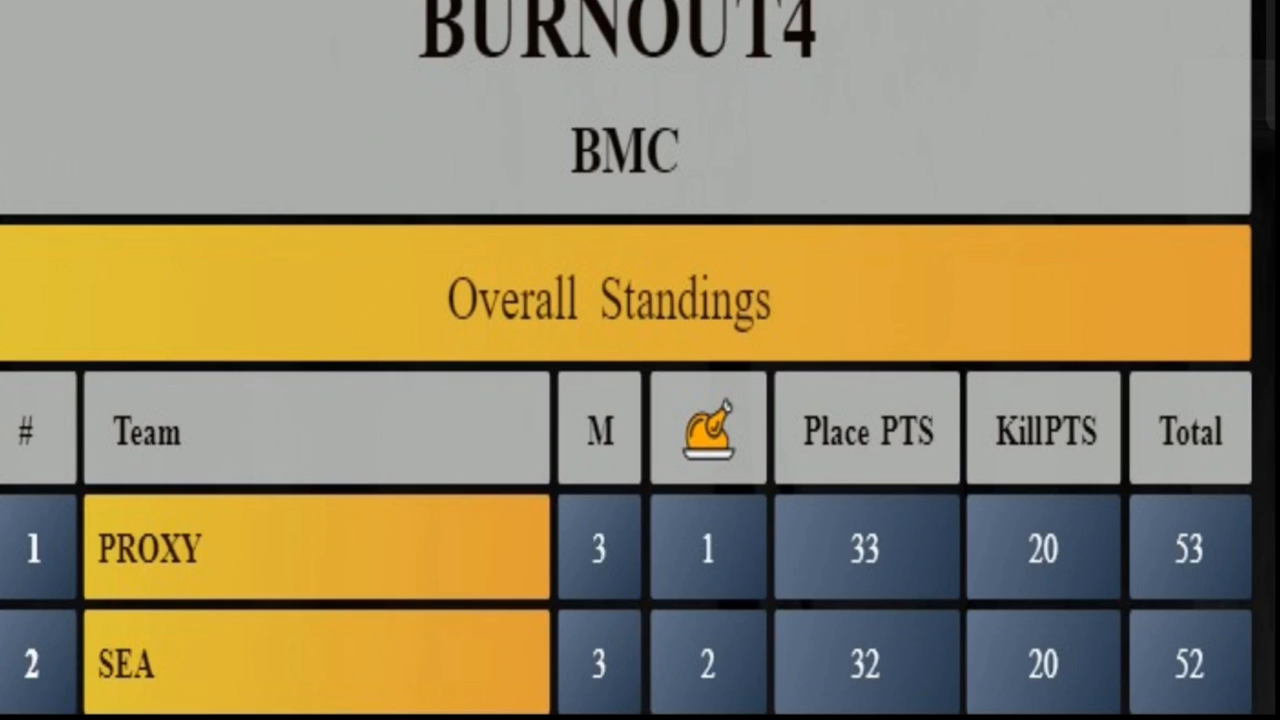 BURNOUT4
BMC
Overall Standings
# Team M Place PTS KillPTS Total
1 PROXY 3 1 33 20 53
2 SEA 3 2 32 20 52